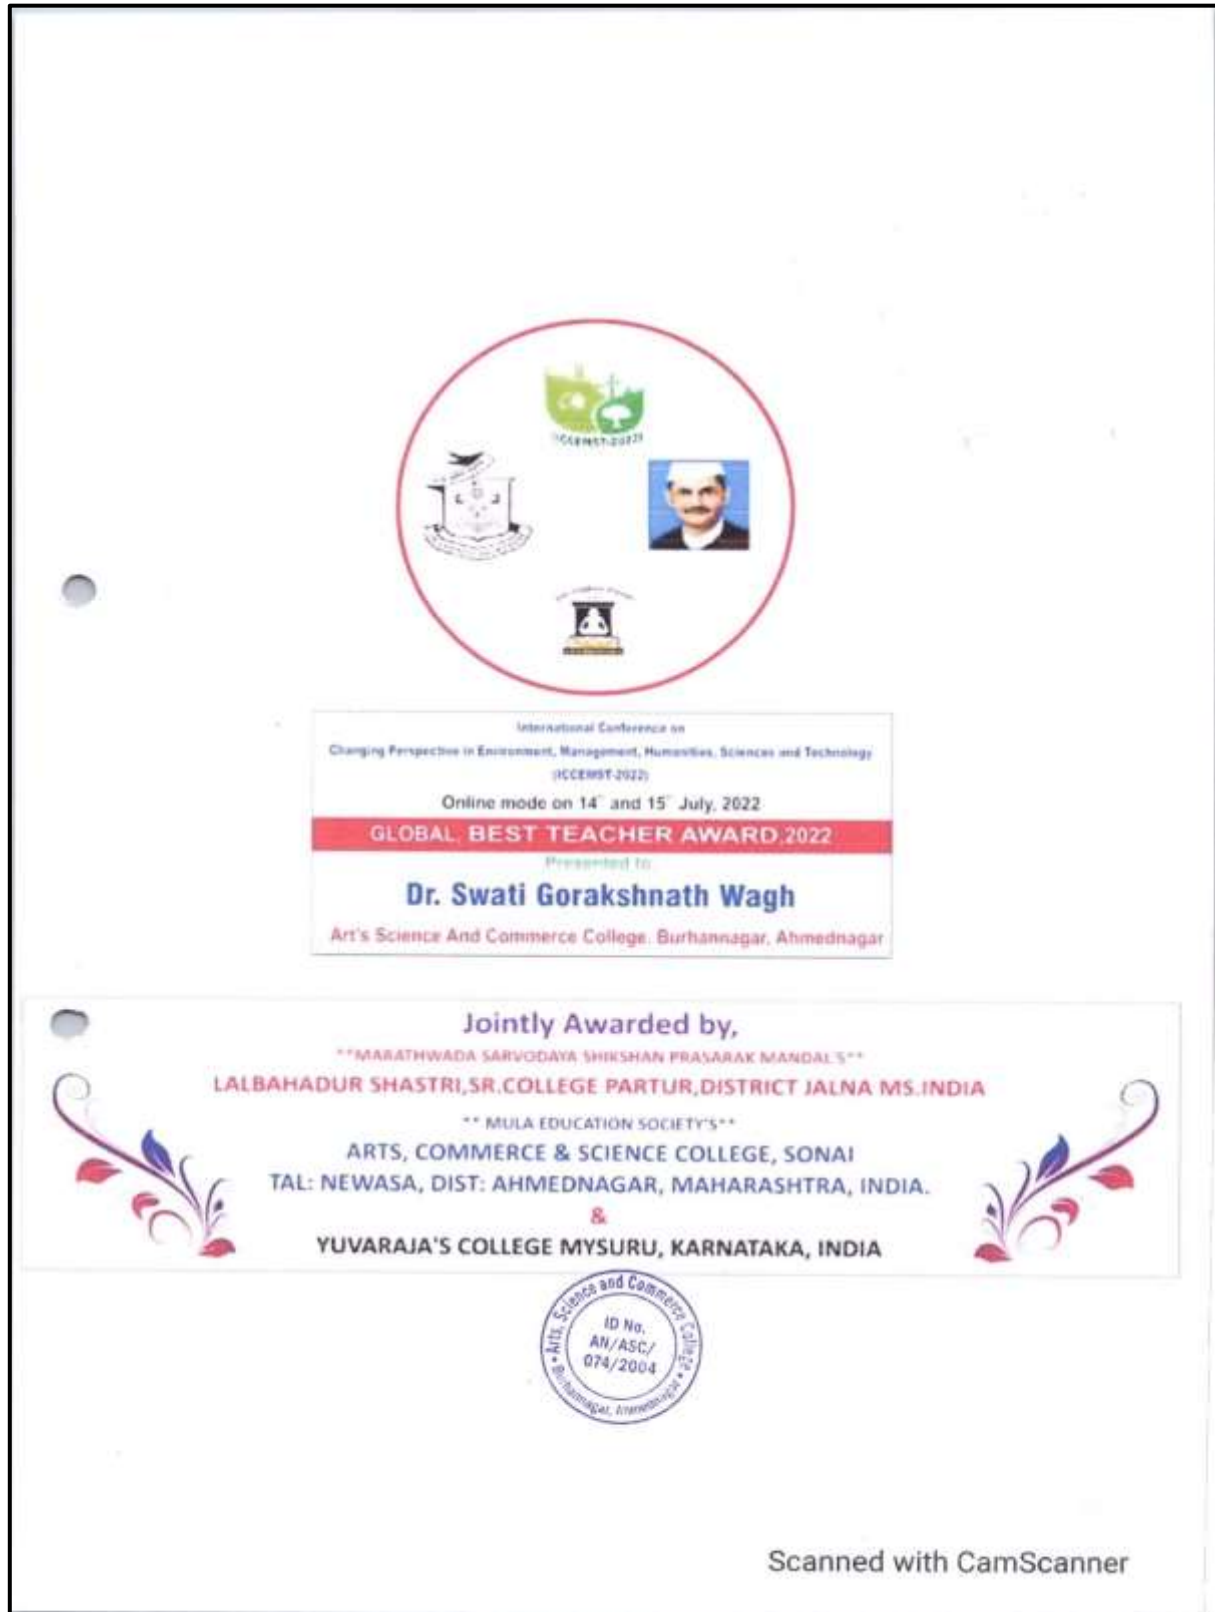 (ICCEMST-2022)
International Conference on
Changing Perspective in Environment, Management, Humanities, Sciences and Technology
(ICCEMST-2022)
Online mode on 14 and 15 July, 2022
GLOBAL, BEST TEACHER AWARD,2022
Presented to
Dr. Swati Gorakshnath Wagh
Art's Science And Commerce College. Burhannagar, Ahmednagar
Jointly Awarded by,
**MARATHWADA SARVODAYA SHIKSHAN PRASARAK MANDAL'S**
LALBAHADUR SHASTRI,SR.COLLEGE PARTUR,DISTRICT JALNA MS.INDIA
** MULA EDUCATION SOCIETY'S**
ARTS, COMMERCE & SCIENCE COLLEGE, SONAI
TAL: NEWASA, DIST: AHMEDNAGAR, MAHARASHTRA, INDIA.
&
YUVARAJA'S COLLEGE MYSURU, KARNATAKA, INDIA
Arts, Science and Commerce College
ID No.
AN/ASC/
074/2004
Burhannagar, Ahmednagar
Scanned with CamScanner